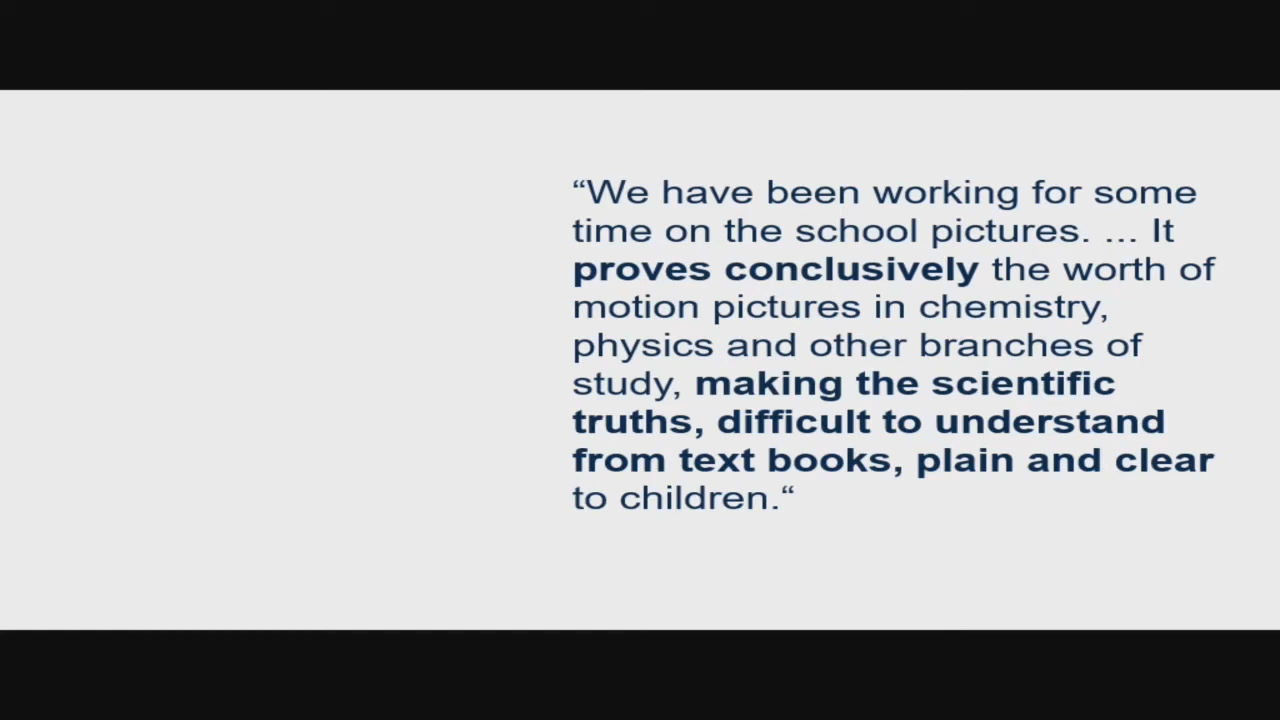 “We have been working for some
time on the school pictures. ... It
proves conclusively the worth of
motion pictures in chemistry,
physics and other branches of
study, making the scientific
truths, difficult to understand
from text books, plain and clear
to children.“